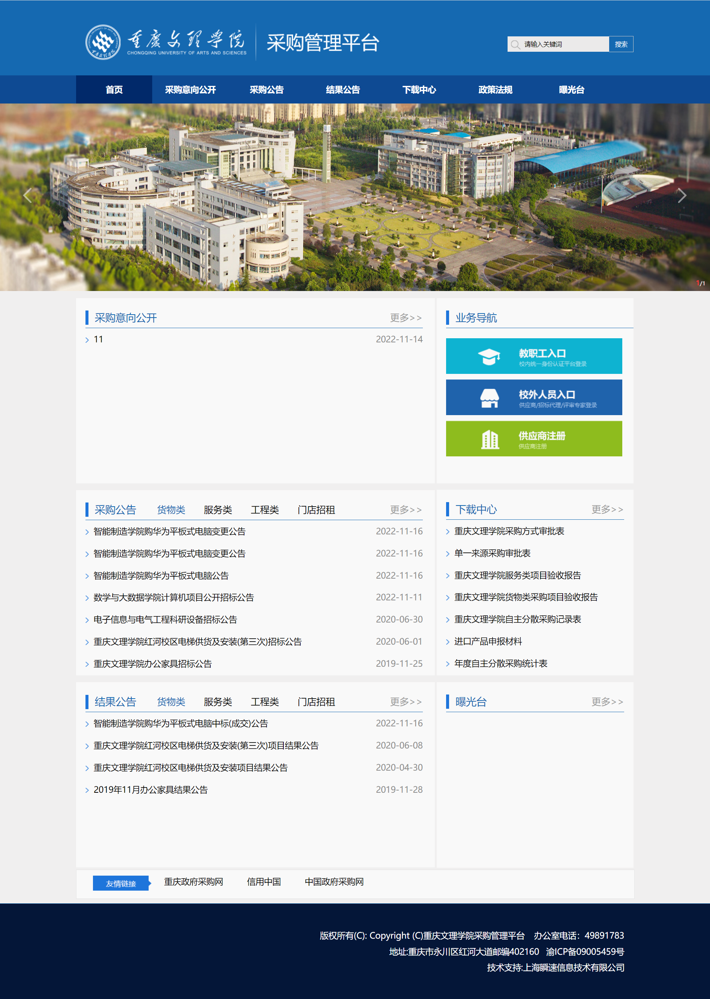 重庆文理学院
CHONGQING UNIVERSITY OF ARTS AND SCIENCES
采购管理平台
请输入关键词
搜索
首页
采购意向公开
采购公告
结果公告
下载中心
政策法规
曝光台
1/1
采购意向公开
更多>>
11
2022-11-14
业务导航
教职工入口
校内统一身份认证平台登录
校外人员入口
供应商/招标代理/评审专家登录
供应商注册
供应商注册
采购公告
货物类
服务类
工程类
门店招租
更多>>
智能制造学院购华为平板式电脑变更公告
2022-11-16
智能制造学院购华为平板式电脑变更公告
2022-11-16
智能制造学院购华为平板式电脑公告
2022-11-16
数学与大数据学院计算机项目公开招标公告
2022-11-11
电子信息与电气工程科研设备招标公告
2020-06-30
重庆文理学院红河校区电梯供货及安装(第三次)招标公告
2020-06-01
重庆文理学院办公家具招标公告
2019-11-25
下载中心
更多>>
重庆文理学院采购方式审批表
单一来源采购审批表
重庆文理学院服务类项目验收报告
重庆文理学院货物类采购项目验收报告
重庆文理学院自主分散采购记录表
进口产品申报材料
年度自主分散采购统计表
结果公告
货物类
服务类
工程类
门店招租
更多>>
智能制造学院购华为平板式电脑中标(成交)公告
2022-11-16
重庆文理学院红河校区电梯供货及安装(第三次)项目结果公告
2020-06-08
重庆文理学院红河校区电梯供货及安装项目结果公告
2020-04-30
2019年11月办公家具结果公告
2019-11-28
曝光台
更多>>
友情链接
重庆政府采购网
信用中国
中国政府采购网
版权所有(C): Copyright (C)重庆文理学院采购管理平台 办公室电话：49891783
地址:重庆市永川区红河大道邮编402160 渝ICP备09005459号
技术支持:上海瞬速信息技术有限公司